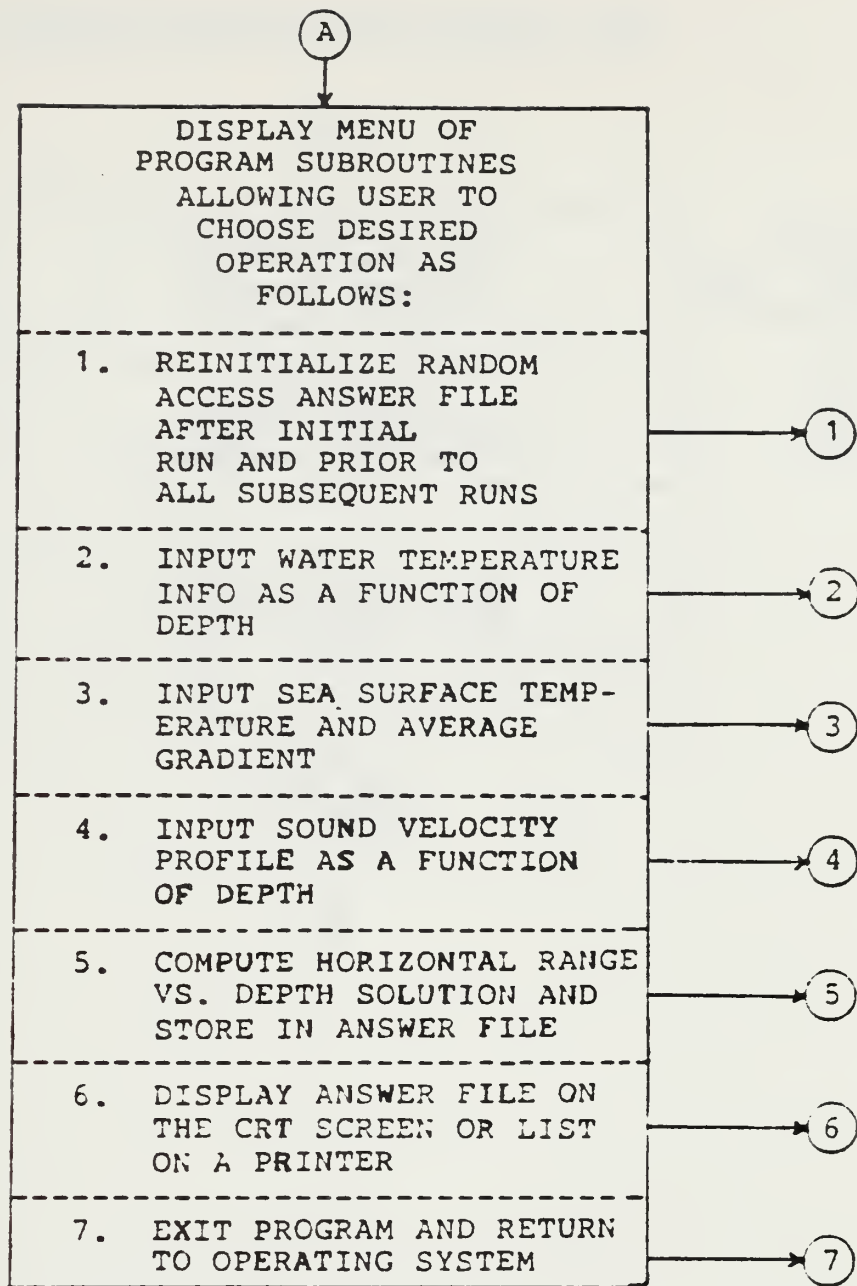 A
DISPLAY MENU OF
PROGRAM SUBROUTINES
ALLOWING USER TO
CHOOSE DESIRED
OPERATION AS
FOLLOWS:
1. REINITIALIZE RANDOM
ACCESS ANSWER FILE
AFTER INITIAL
RUN AND PRIOR TO
ALL SUBSEQUENT RUNS
1
2. INPUT WATER TEMPERATURE
INFO AS A FUNCTION OF
DEPTH
2
3. INPUT SEA SURFACE TEMP-
ERATURE AND AVERAGE
GRADIENT
3
4. INPUT SOUND VELOCITY
PROFILE AS A FUNCTION
OF DEPTH
4
5. COMPUTE HORIZONTAL RANGE
VS. DEPTH SOLUTION AND
STORE IN ANSWER FILE
5
6. DISPLAY ANSWER FILE ON
THE CRT SCREEN OR LIST
ON A PRINTER
6
7. EXIT PROGRAM AND RETURN
TO OPERATING SYSTEM
7